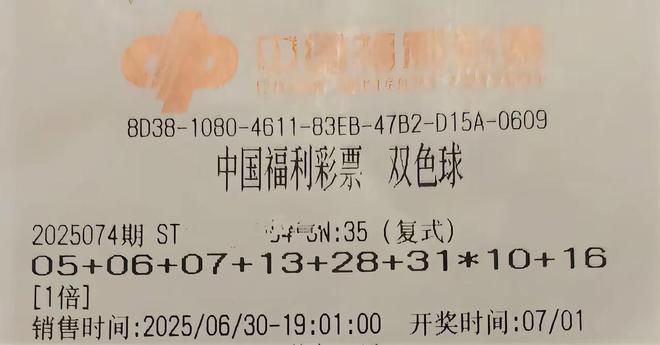 8D38-1080-4611-83EB-47B2-D15A-0609
中国福利彩票 双色球
2025074期 ST SN:35 (复式)
05+06+07+13+28+31*10+16
[1倍]
销售时间:2025/06/30-19:01:00 开奖时间:07/01